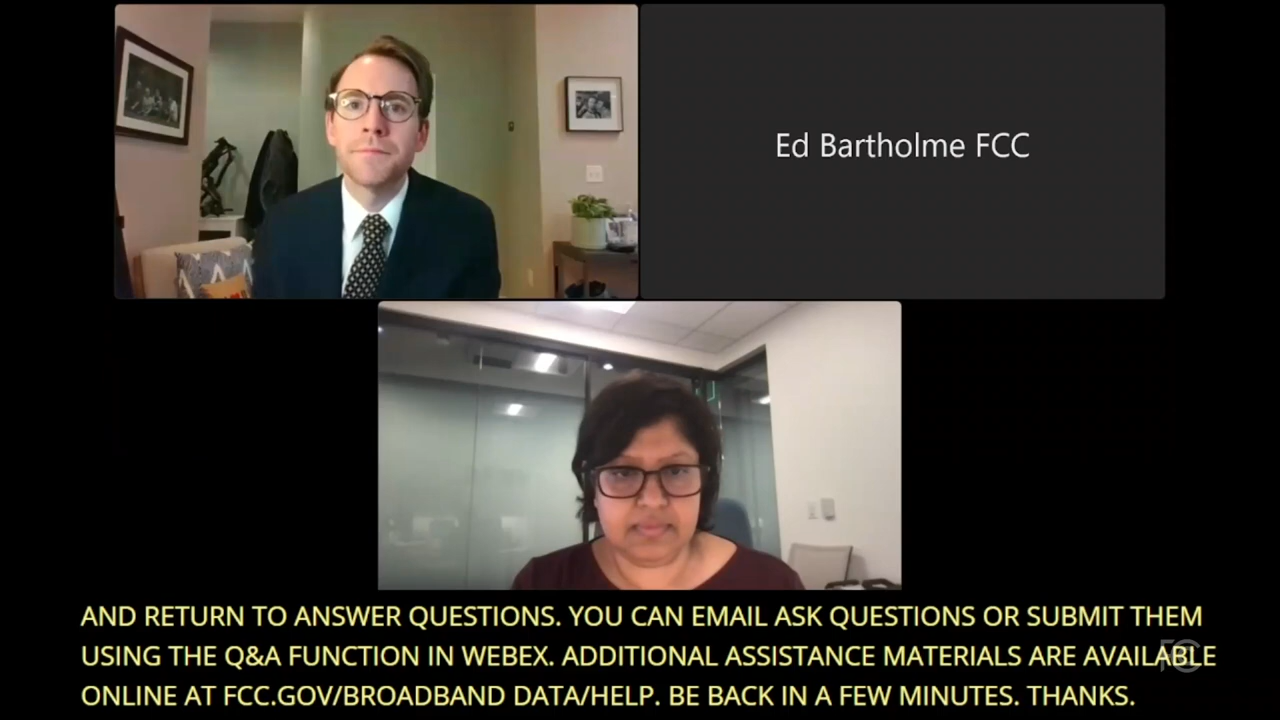 Ed Bartholme FCC
AND RETURN TO ANSWER QUESTIONS. YOU CAN EMAIL ASK QUESTIONS OR SUBMIT THEM
USING THE Q&A FUNCTION IN WEBEX. ADDITIONAL ASSISTANCE MATERIALS ARE AVAILABLE
ONLINE AT FCC.GOV/BROADBAND DATA/HELP. BE BACK IN A FEW MINUTES. THANKS.
FCC